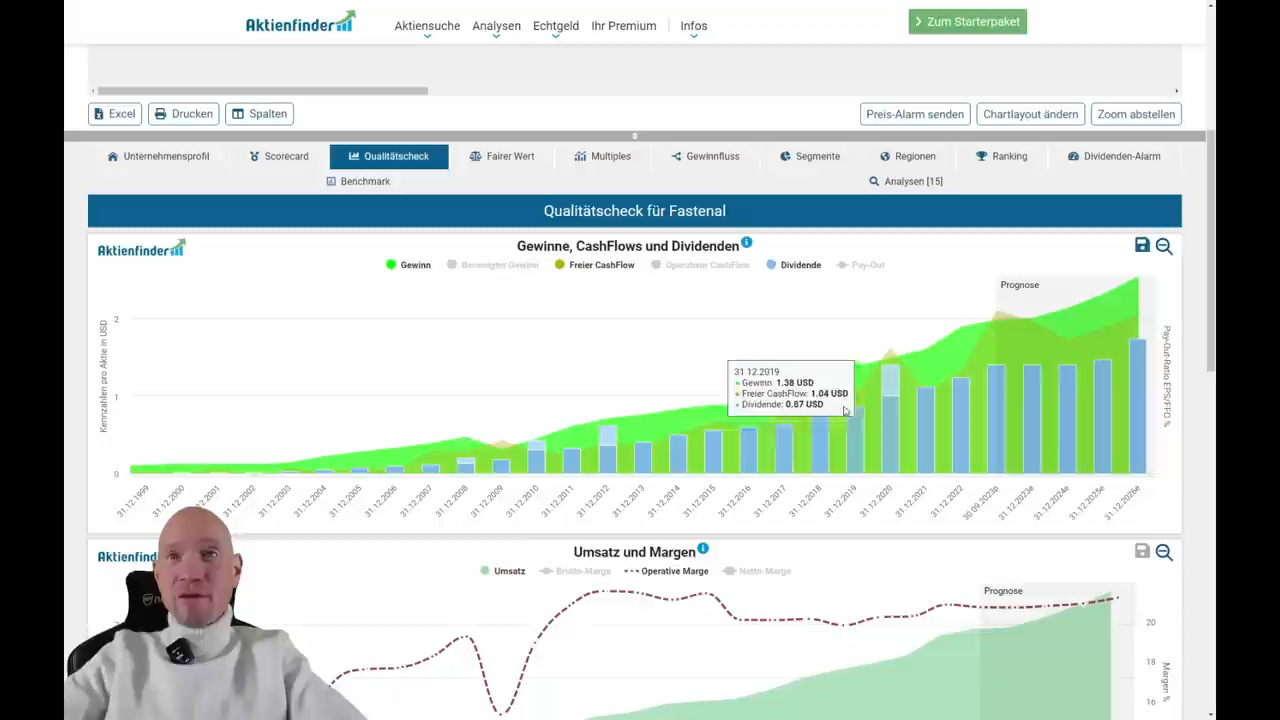 Aktienfinder
Aktiensuche Analysen Echtgeld Ihr Premium Infos
Zum Starterpaket
Excel Drucken Spalten
Preis-Alarm senden Chartlayout ändern Zoom abstellen
Unternehmensprofil Scorecard Qualitätscheck Fairer Wert Multiples Gewinnfluss Segmente Regionen Ranking Dividenden-Alarm
Benchmark Analysen [15]
Qualitätscheck für Fastenal
Aktienfinder
Gewinne, CashFlows und Dividenden
Gewinn Bereinigter Gewinn Freier CashFlow Operativer CashFlow Dividende Pay-Out
Prognose
Kennzahlen pro Aktie in USD
2
1
0
Pay-Out-Ratio EPS/FFO %
31.12.2019
Gewinn: 1.38 USD
Freier CashFlow: 1.04 USD
Dividende: 0.87 USD
31.12.1999 31.12.2000 31.12.2001 31.12.2002 31.12.2003 31.12.2004 31.12.2005 31.12.2006 31.12.2007 31.12.2008 31.12.2009 31.12.2010 31.12.2011 31.12.2012 31.12.2013 31.12.2014 31.12.2015 31.12.2016 31.12.2017 31.12.2018 31.12.2019 31.12.2020 31.12.2021 31.12.2022 30.09.2023p 31.12.2023e 31.12.2024e 31.12.2025e 31.12.2026e
Aktienfind
Umsatz und Margen
Umsatz Brutto-Marge Operative Marge Netto-Marge
Prognose
20
18
16
Margen %